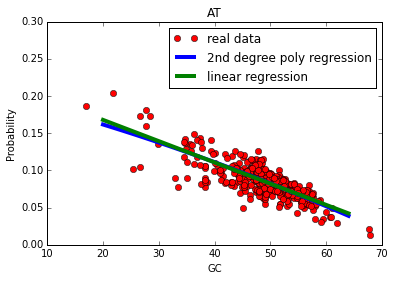 AT
real data
2nd degree poly regression
linear regression
Probability
0.30
0.25
0.20
0.15
0.10
0.05
0.00
10 20 30 40 50 60 70
GC